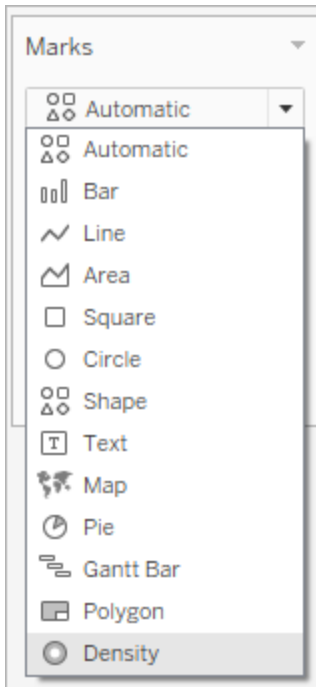 Marks
Automatic
Automatic
Bar
Line
Area
Square
Circle
Shape
T Text
Map
Pie
Gantt Bar
Polygon
Density